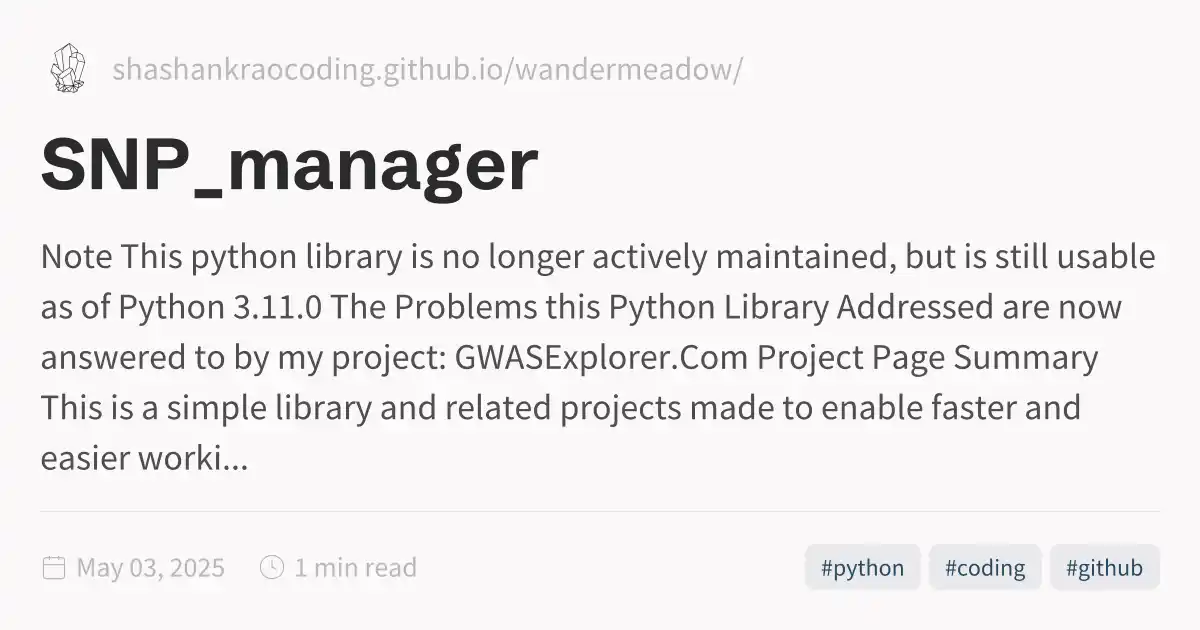 shashankraocoding.github.io/wandermeadow/
SNP_manager
Note This python library is no longer actively maintained, but is still usable
as of Python 3.11.0 The Problems this Python Library Addressed are now
answered to by my project: GWASExplorer.Com Project Page Summary
This is a simple library and related projects made to enable faster and
easier worki...
May 03, 2025 1 min read #python #coding #github